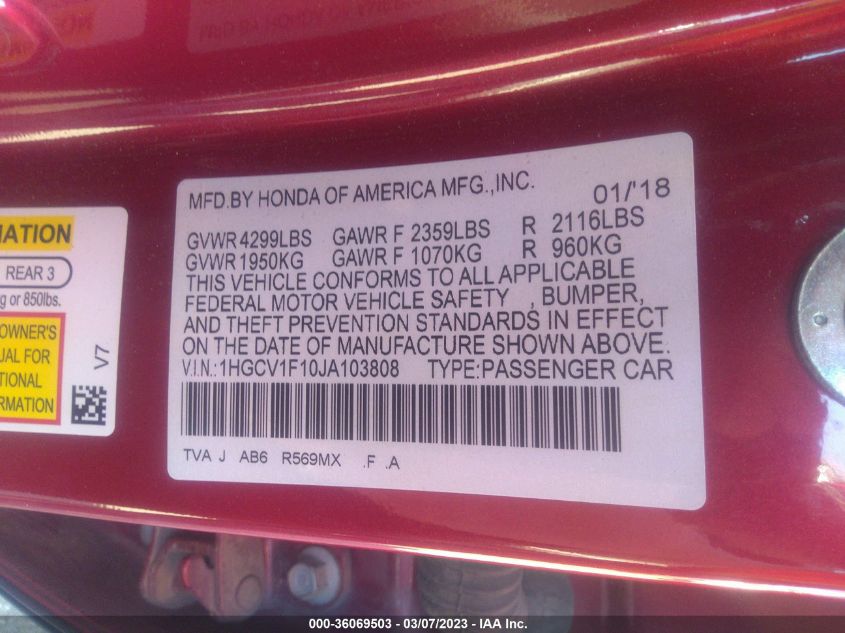 MFD.BY HONDA OF AMERICA MFG.,INC. 01/'18
GVWR 4299LBS GAWR F 2359LBS R 2116LBS
GVWR 1950KG GAWR F 1070KG R 960KG
THIS VEHICLE CONFORMS TO ALL APPLICABLE
FEDERAL MOTOR VEHICLE SAFETY , BUMPER,
AND THEFT PREVENTION STANDARDS IN EFFECT
ON THE DATE OF MANUFACTURE SHOWN ABOVE.
V.I.N.:1HGCV1F10JA103808 TYPE:PASSENGER CAR
TVA J AB6 R569MX .F .A
MATION
REAR 3
g or 850lbs.
OWNER'S
UAL FOR
ITIONAL
RMATION
V7
000-36069503 - 03/07/2023 - IAA Inc.